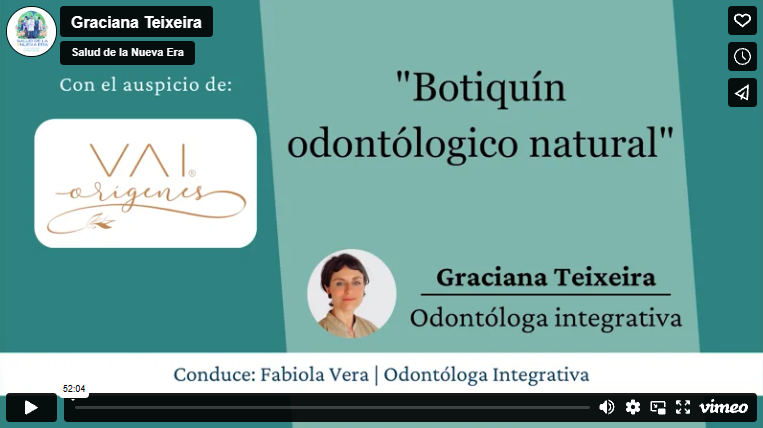 Graciana Teixeira
Salud de la Nueva Era
Con el auspicio de:
VAI®
orígenes
"Botiquín
odontólogico natural"
Graciana Teixeira
Odontóloga integrativa
Conduce: Fabiola Vera | Odontóloga Integrativa
52:04
vimeo